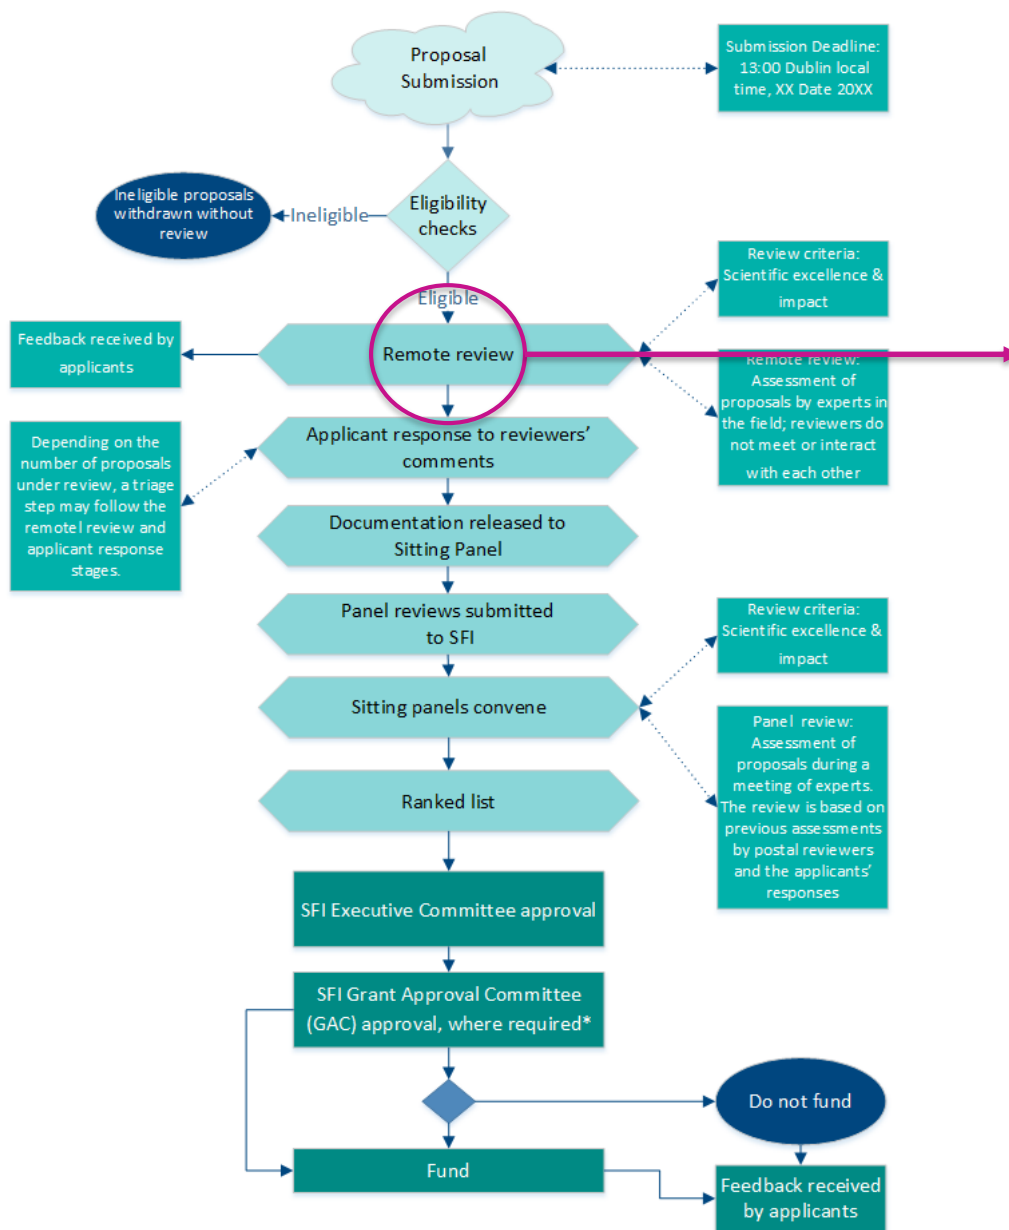 Proposal
Submission
Submission Deadline:
13:00 Dublin local
time, XX Date 20XX
Ineligible proposals
withdrawn without
review
Ineligible
Eligibility
checks
Eligible
Review criteria:
Scientific excellence &
impact
Feedback received by
applicants
Remote review
Remote review:
Assessment of
proposals by experts in
the field; reviewers do
not meet or interact
with each other
Depending on the
number of proposals
under review, a triage
step may follow the
remotel review and
applicant response
stages.
Applicant response to reviewers'
comments
Documentation released to
Sitting Panel
Panel reviews submitted
to SFI
Review criteria:
Scientific excellence &
impact
Sitting panels convene
Panel review:
Assessment of
proposals during a
meeting of experts.
The review is based on
previous assessments
by postal reviewers
and the applicants'
responses
Ranked list
SFI Executive Committee approval
SFI Grant Approval Committee
(GAC) approval, where required*
Do not fund
Fund
Feedback received
by applicants